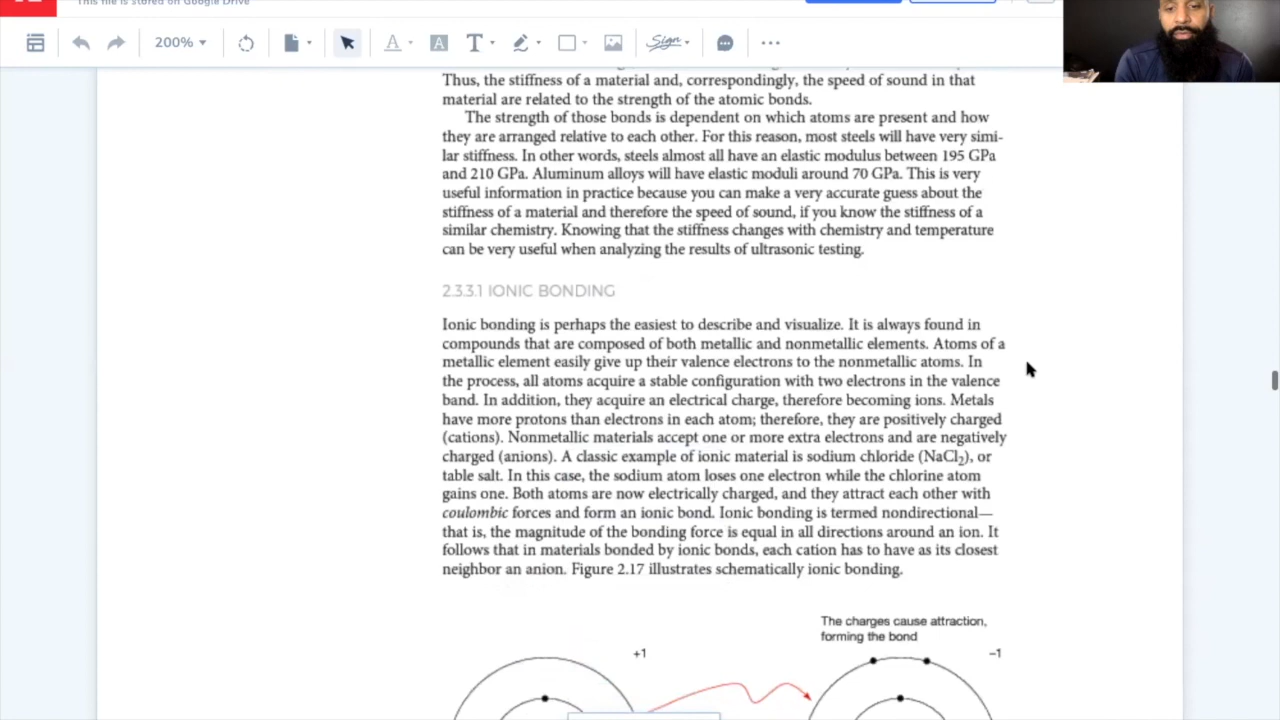 This file is stored on Google Drive
200%
Sign
Thus, the stiffness of a material and, correspondingly, the speed of sound in that
material are related to the strength of the atomic bonds.
The strength of those bonds is dependent on which atoms are present and how
they are arranged relative to each other. For this reason, most steels will have very simi-
lar stiffness. In other words, steels almost all have an elastic modulus between 195 GPa
and 210 GPa. Aluminum alloys will have elastic moduli around 70 GPa. This is very
useful information in practice because you can make a very accurate guess about the
stiffness of a material and therefore the speed of sound, if you know the stiffness of a
similar chemistry. Knowing that the stiffness changes with chemistry and temperature
can be very useful when analyzing the results of ultrasonic testing.
2.3.3.1 IONIC BONDING
Ionic bonding is perhaps the easiest to describe and visualize. It is always found in
compounds that are composed of both metallic and nonmetallic elements. Atoms of a
metallic element easily give up their valence electrons to the nonmetallic atoms. In
the process, all atoms acquire a stable configuration with two electrons in the valence
band. In addition, they acquire an electrical charge, therefore becoming ions. Metals
have more protons than electrons in each atom; therefore, they are positively charged
(cations). Nonmetallic materials accept one or more extra electrons and are negatively
charged (anions). A classic example of ionic material is sodium chloride (NaCl₂), or
table salt. In this case, the sodium atom loses one electron while the chlorine atom
gains one. Both atoms are now electrically charged, and they attract each other with
coulombic forces and form an ionic bond. Ionic bonding is termed nondirectional—
that is, the magnitude of the bonding force is equal in all directions around an ion. It
follows that in materials bonded by ionic bonds, each cation has to have as its closest
neighbor an anion. Figure 2.17 illustrates schematically ionic bonding.
The charges cause attraction,
forming the bond
+1
–1